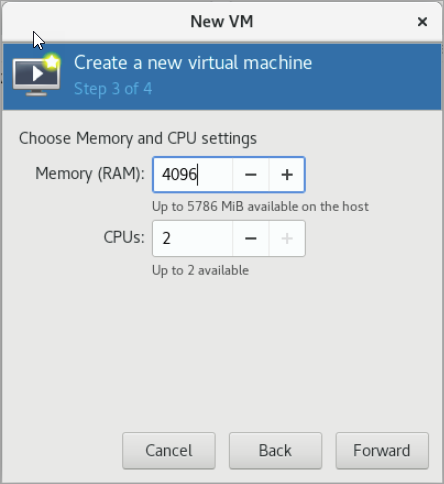 New VM
Create a new virtual machine
Step 3 of 4
Choose Memory and CPU settings
Memory (RAM): 4096 − +
Up to 5786 MiB available on the host
CPUs: 2 − +
Up to 2 available
Cancel Back Forward